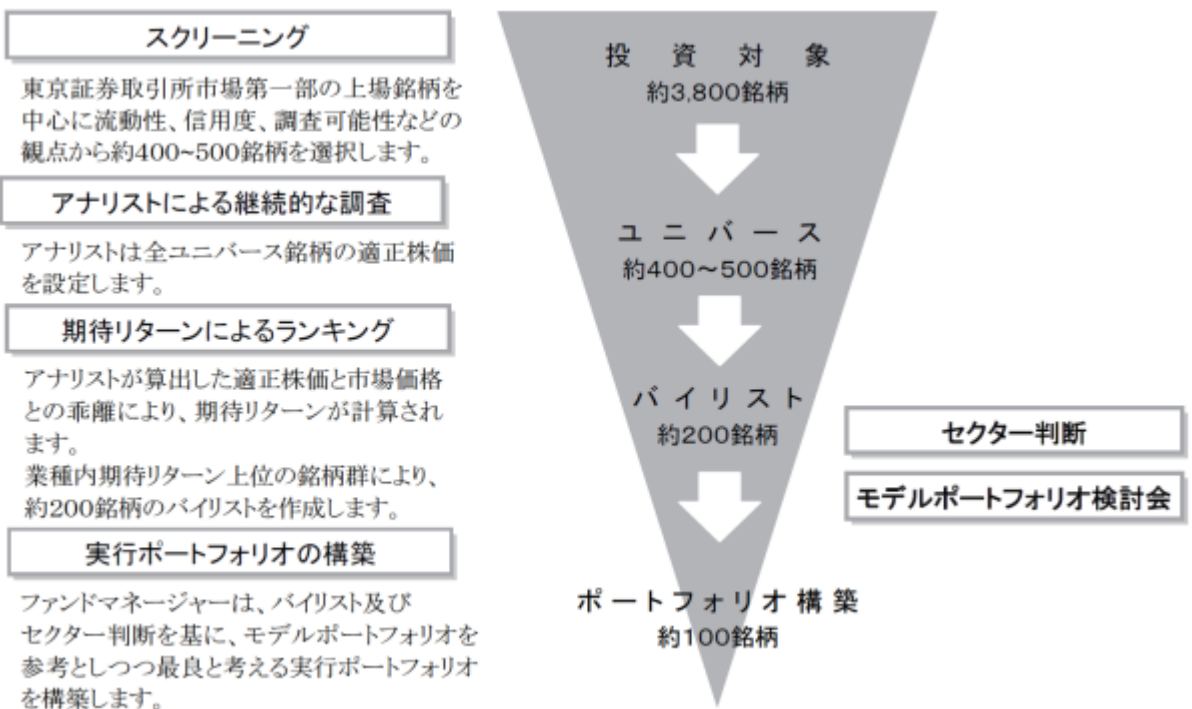 スクリーニング
東京証券取引所市場第一部の上場銘柄を
中心に流動性、信用度、調査可能性などの
観点から約400~500銘柄を選択します。
アナリストによる継続的な調査
アナリストは全ユニバース銘柄の適正株価
を設定します。
期待リターンによるランキング
アナリストが算出した適正株価と市場価格
との乖離により、期待リターンが計算され
ます。
業種内期待リターン上位の銘柄群により、
約200銘柄のバイリストを作成します。
実行ポートフォリオの構築
ファンドマネージャーは、バイリスト及び
セクター判断を基に、モデルポートフォリオを
参考としつつ最良と考える実行ポートフォリオ
を構築します。
投資対象
約3,800銘柄
ユニバース
約400～500銘柄
バイリスト
約200銘柄
ポートフォリオ構築
約100銘柄
セクター判断
モデルポートフォリオ検討会